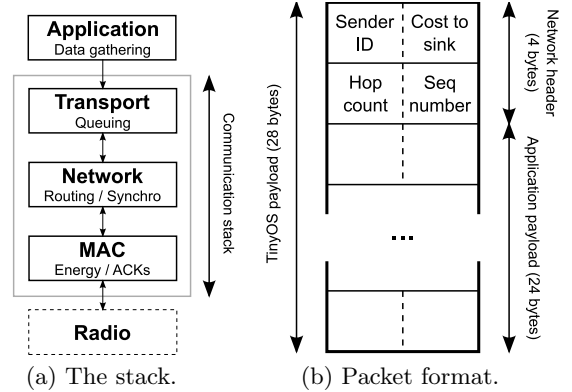 Application
Data gathering
Transport
Queuing
Network
Routing / Synchro
MAC
Energy / ACKs
Radio
Communication stack
(a) The stack.
TinyOS payload (28 bytes)
Sender
ID
Cost to
sink
Hop
count
Seq
number
...
Network header
(4 bytes)
Application payload (24 bytes)
(b) Packet format.